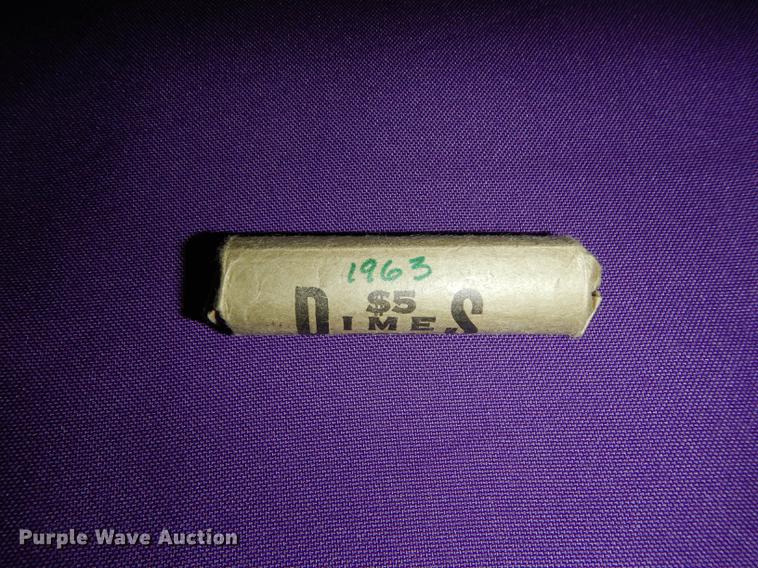 1963
$5
DIMES
Purple Wave Auction